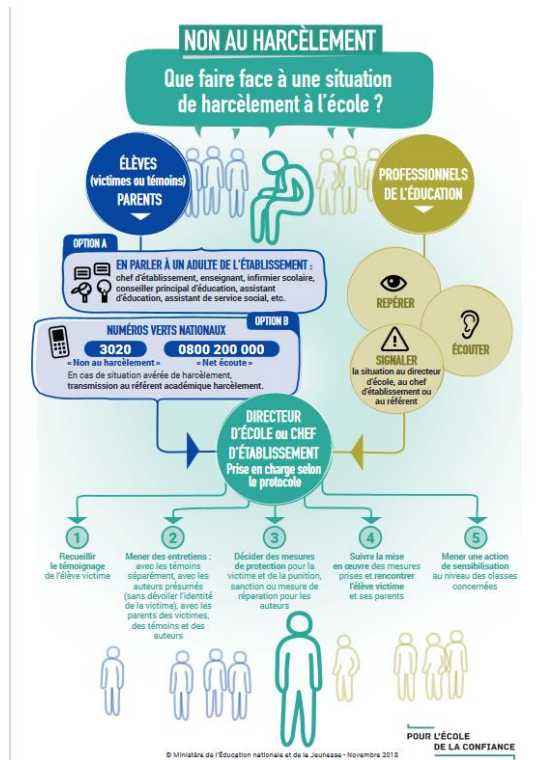 NON AU HARCÈLEMENT
Que faire face à une situation
de harcèlement à l'école ?
ÉLÈVES
(victimes ou témoins)
PARENTS
PROFESSIONNELS
DE L'ÉDUCATION
OPTION A
EN PARLER À UN ADULTE DE L'ÉTABLISSEMENT :
chef d'établissement, enseignant, infirmier scolaire,
conseiller principal d'éducation, assistant
d'éducation, assistant de service social, etc.
OPTION B
NUMÉROS VERTS NATIONAUX
3020
0800 200 000
« Non au harcèlement »
« Net écoute »
En cas de situation avérée de harcèlement,
transmission au référent académique harcèlement.
REPÉRER
ÉCOUTER
SIGNALER
la situation au directeur
d'école, au chef
d'établissement ou
au référent
DIRECTEUR
D'ÉCOLE ou CHEF
D'ÉTABLISSEMENT
Prise en charge selon
le protocole
1
Recueillir
le témoignage
de l'élève victime
2
Mener des entretiens :
avec les témoins
séparément, avec les
auteurs présumés
(sans dévoiler l'identité
de la victime), avec les
parents des victimes,
des témoins et des
auteurs
3
Décider des mesures
de protection pour la
victime et de la punition,
sanction ou mesure de
réparation pour les
auteurs
4
Suivre la mise
en œuvre des mesures
prises et rencontrer
l'élève victime
et ses parents
5
Mener une action
de sensibilisation
au niveau des classes
concernées
POUR L'ÉCOLE
DE LA CONFIANCE
© Ministère de l'Éducation nationale et de la Jeunesse - Novembre 2018